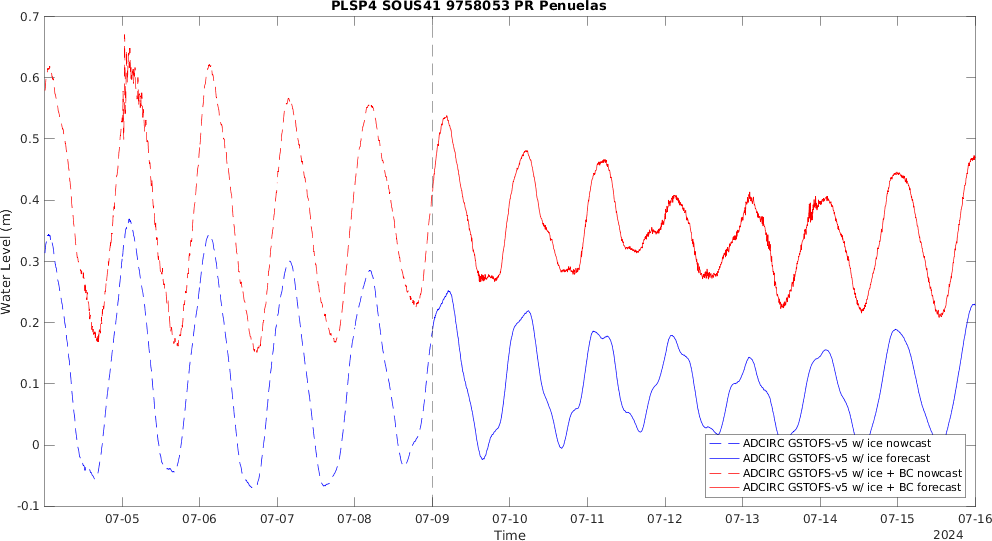 PLSP4 SOUS41 9758053 PR Penuelas
Water Level (m)
0.7
0.6
0.5
0.4
0.3
0.2
0.1
0
-0.1
ADCIRC GSTOFS-v5 w/ ice nowcast
ADCIRC GSTOFS-v5 w/ ice forecast
ADCIRC GSTOFS-v5 w/ ice + BC nowcast
ADCIRC GSTOFS-v5 w/ ice + BC forecast
07-05 07-06 07-07 07-08 07-09 07-10 07-11 07-12 07-13 07-14 07-15 07-16
Time
2024